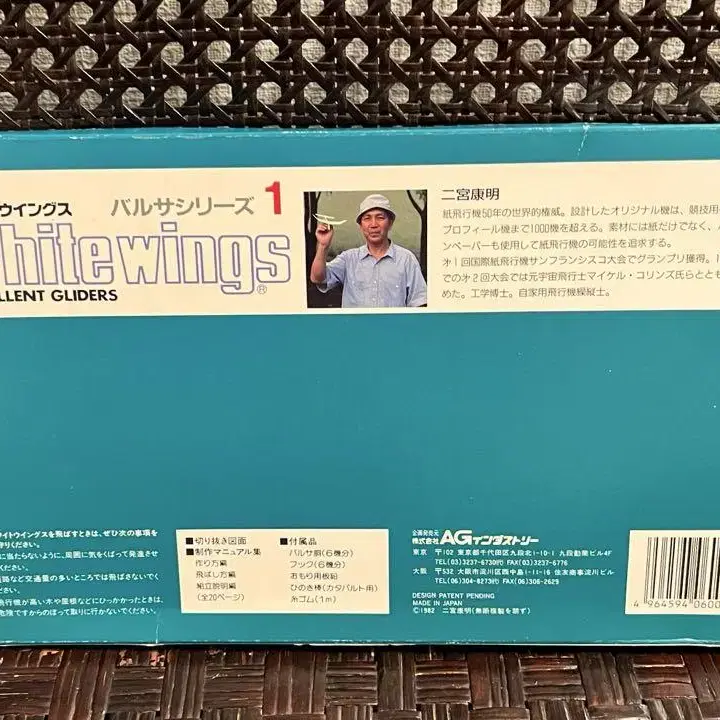 ウイングス バルサシリーズ 1
hitewings®
LLENT GLIDERS
二宮康明
紙飛行機50年の世界的権威。設計したオリジナル機は、競技用
プロフィール機まで1000機を超える。素材には紙だけでなく、
ンペーパーも使用して紙飛行機の可能性を追求する。
㐧1回国際紙飛行機サンフランシスコ大会でグランプリ獲得。1
での㐧2回大会では元宇宙飛行士マイケル・コリンズ氏らととも
めた。工学博士。自家用飛行機操縦士。
イトウイングスを飛ばすときは、ぜひ次の事項を
守りください。
に当たらないように、周囲に気をくばって発進させ
てください。
道路など交通量の多いところでは飛ばさないでく
ださい。
飛行機が高い木や屋根などにひっかかったときは、
危険ですからのぼって取りに行かないでください。
■切り抜き図面
■制作マニュアル集
作り方編
飛ばし方編
組立説明編
(全20ページ)
■付属品
バルサ胴(6機分)
フック(6機分)
おもり用板鉛
ひのき棒(カタパルト用)
糸ゴム(1m)
企画発売元
株式会社 AGインダストリー
東京 〒102 東京都千代田区九段北1-10-1 九段勧業ビル4F
TEL(03)3237-6730㈹ FAX(03)3237-6776
大阪 〒532 大阪市淀川区西中島1-11-16 住友商事淀川ビル
TEL(06)304-8273㈹ FAX(06)306-2629
DESIGN PATENT PENDING
MADE IN JAPAN
©1982 二宮康明(無断複製を禁ず)
4 964594 0600